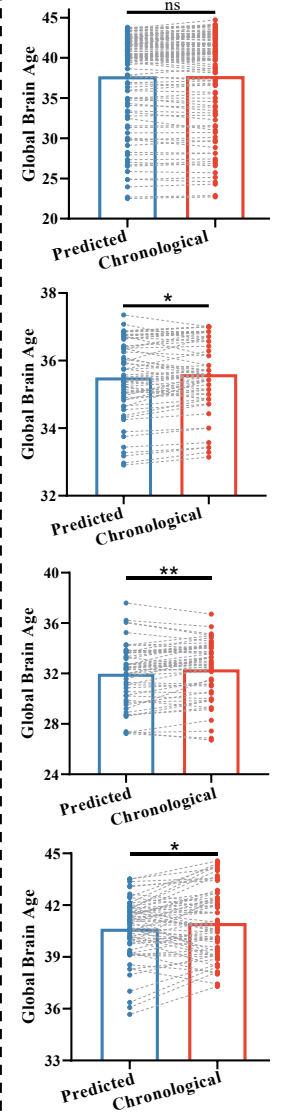 ns
45
40
35
30
25
20
Global Brain Age
Predicted
Chronological
*
38
36
34
32
Global Brain Age
Predicted
Chronological
**
40
36
32
28
24
Global Brain Age
Predicted
Chronological
*
45
42
39
36
33
Global Brain Age
Predicted
Chronological